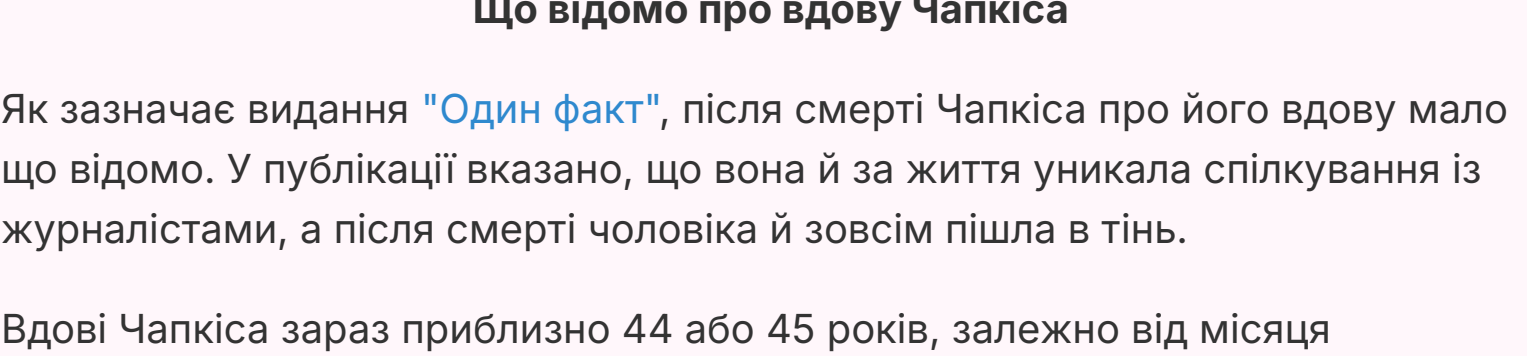 Що відомо про вдову Чапкіса
Як зазначає видання "Один факт", після смерті Чапкіса про його вдову мало
що відомо. У публікації вказано, що вона й за життя уникала спілкування із
журналістами, а після смерті чоловіка й зовсім пішла в тінь.
Вдові Чапкіса зараз приблизно 44 або 45 років, залежно від місяця